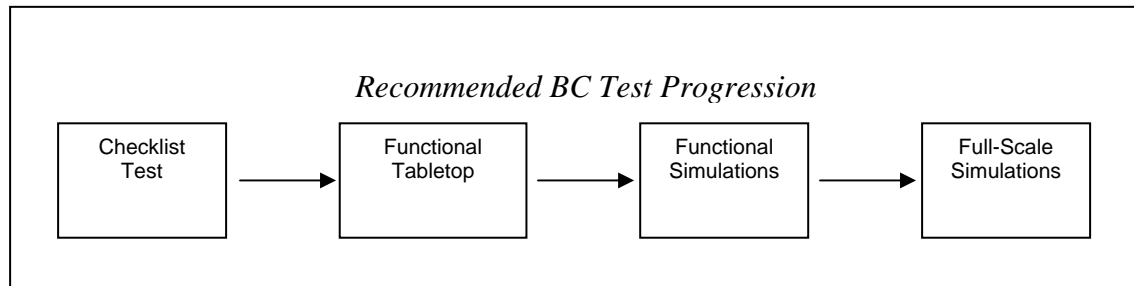 Recommended BC Test Progression
Checklist
Test
Functional
Tabletop
Functional
Simulations
Full-Scale
Simulations